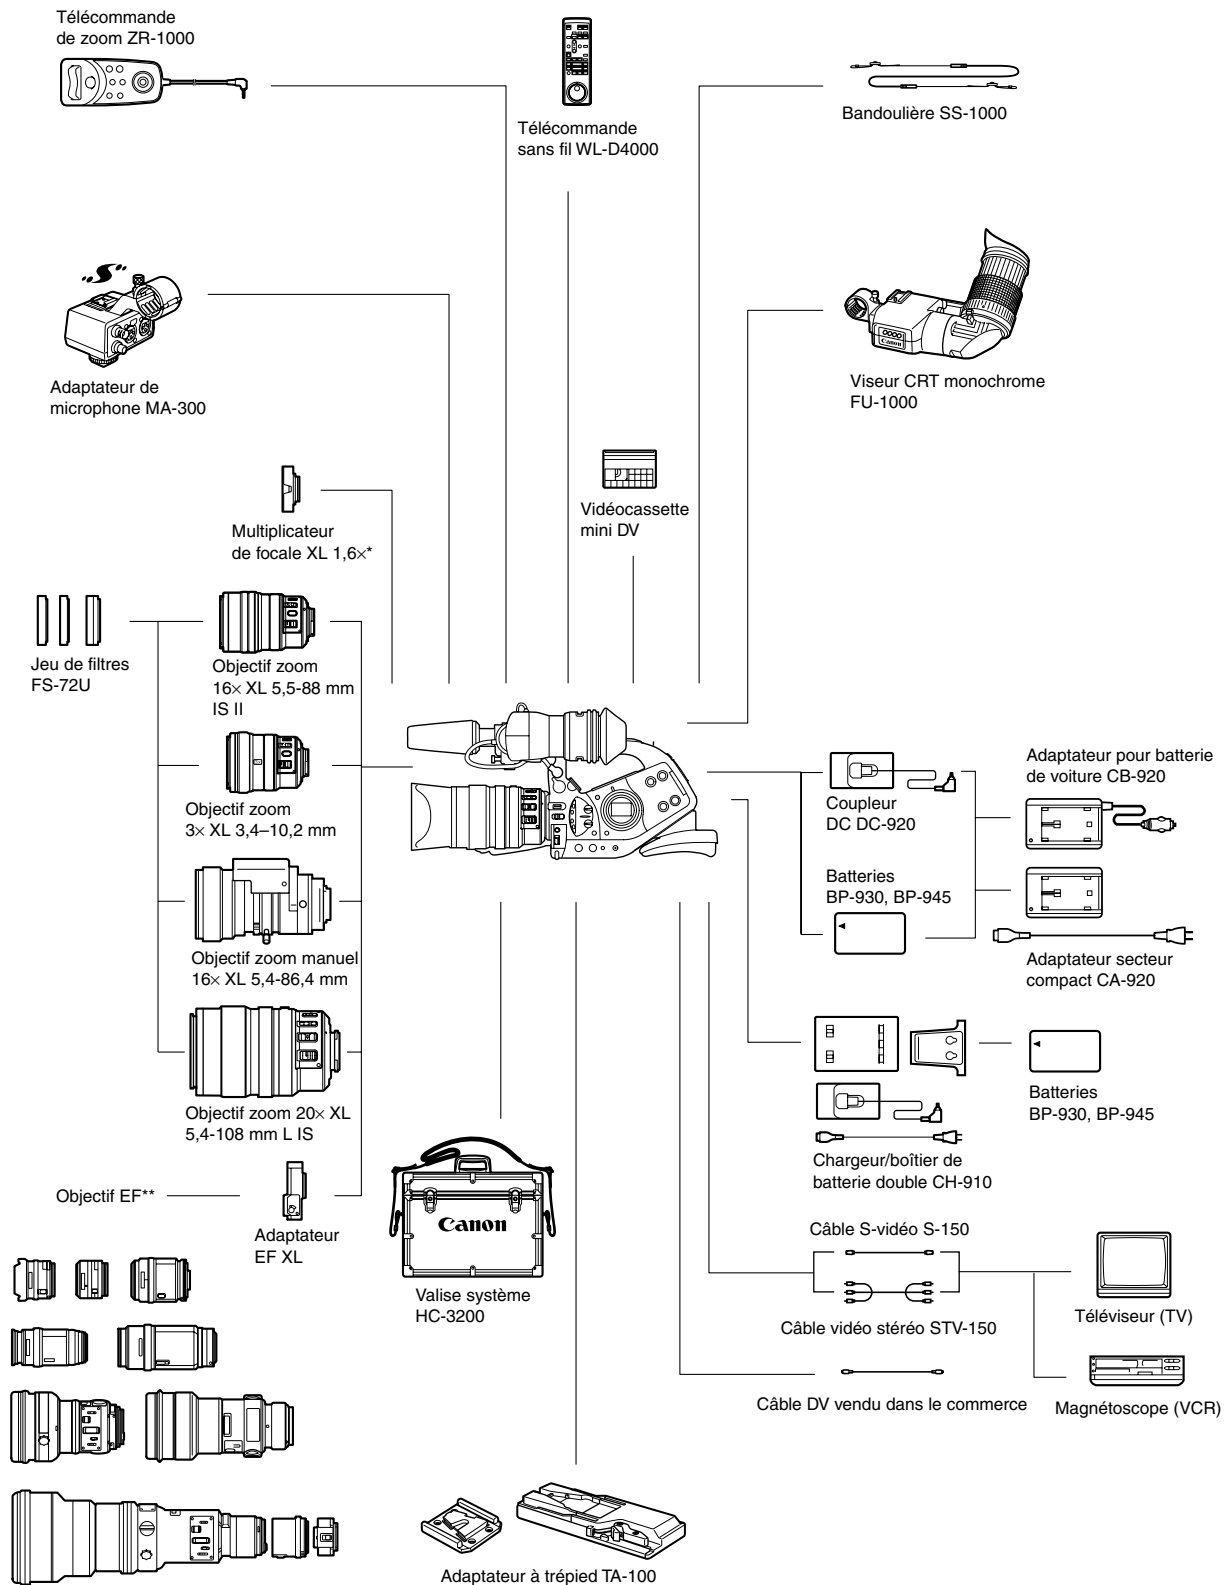 Télécommande
de zoom ZR-1000
Télécommande
sans fil WL-D4000
Bandoulière SS-1000
Adaptateur de
microphone MA-300
Canon
Viseur CRT monochrome
FU-1000
Multiplicateur
de focale XL 1,6×*
Vidéocassette
mini DV
Jeu de filtres
FS-72U
Objectif zoom
16× XL 5,5-88 mm
IS II
Objectif zoom
3× XL 3,4–10,2 mm
Objectif zoom manuel
16× XL 5,4-86,4 mm
Objectif zoom 20× XL
5,4-108 mm L IS
Objectif EF**
Adaptateur
EF XL
Canon
Valise système
HC-3200
Coupleur
DC DC-920
Adaptateur pour batterie
de voiture CB-920
Batteries
BP-930, BP-945
Adaptateur secteur
compact CA-920
Batteries
BP-930, BP-945
Chargeur/boîtier de
batterie double CH-910
Câble S-vidéo S-150
Câble vidéo stéréo STV-150
Téléviseur (TV)
Câble DV vendu dans le commerce
Magnétoscope (VCR)
Adaptateur à trépied TA-100